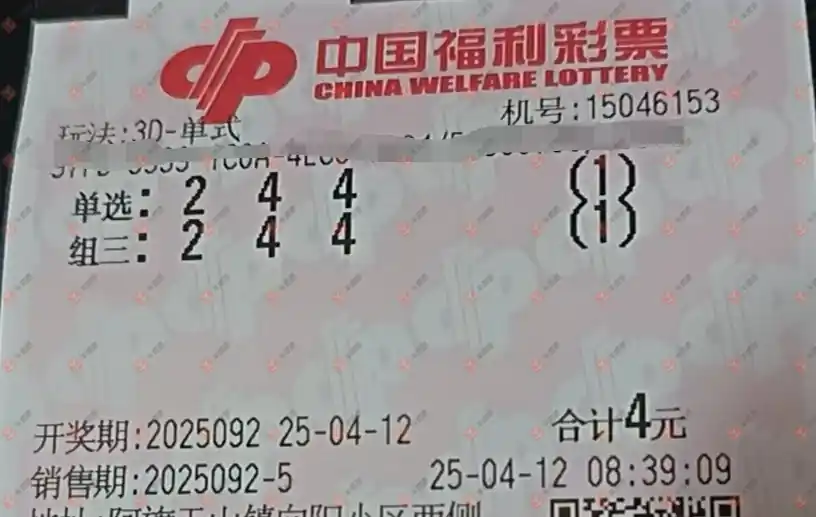 中国福利彩票
CHINA WELFARE LOTTERY
玩法:3D-单式 机号:15046153
单选: 2 4 4 (1)
组三: 2 4 4 (1)
开奖期:2025092 25-04-12 合计4元
销售期:2025092-5 25-04-12 08:39:09